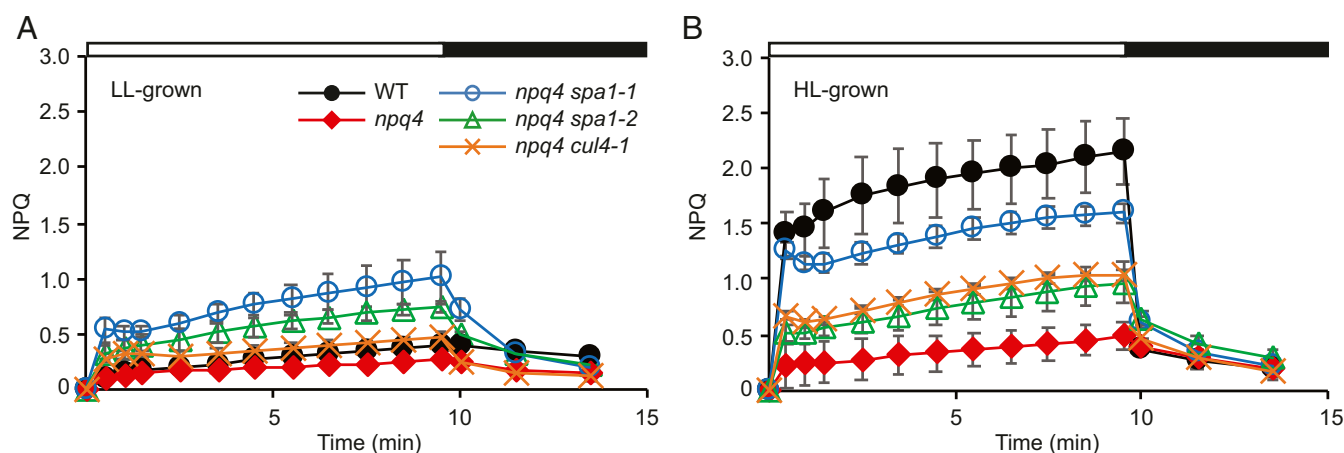 A
3.0
2.5
2.0
1.5
1.0
0.5
0
NPQ
LL-grown
WT
npq4
npq4 spa1-1
npq4 spa1-2
npq4 cul4-1
5
10
15
Time (min)
B
3.0
2.5
2.0
1.5
1.0
0.5
0
NPQ
HL-grown
5
10
15
Time (min)